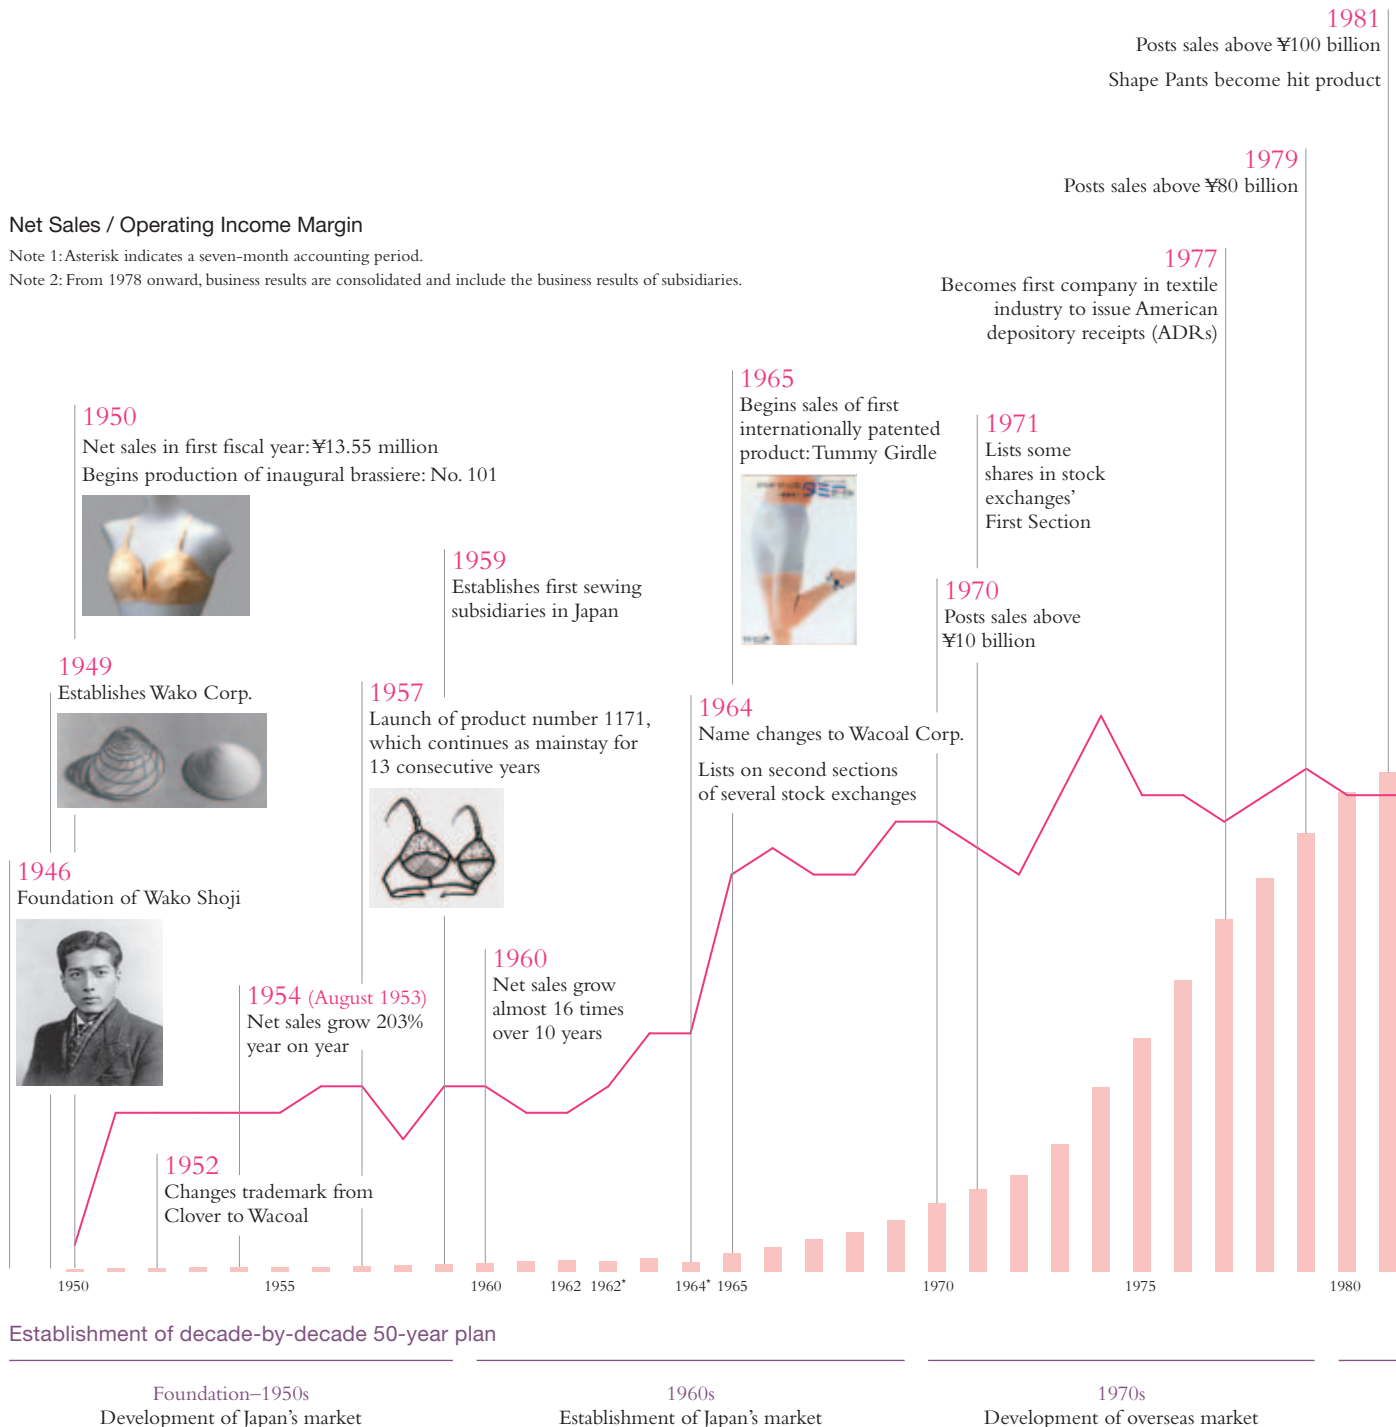 1981
Posts sales above ¥100 billion
Shape Pants become hit product
1979
Posts sales above ¥80 billion
Net Sales / Operating Income Margin
Note 1: Asterisk indicates a seven-month accounting period.
Note 2: From 1978 onward, business results are consolidated and include the business results of subsidiaries.
1977
Becomes first company in textile
industry to issue American
depository receipts (ADRs)
1965
Begins sales of first
internationally patented
product: Tummy Girdle
1971
Lists some
shares in stock
exchanges’
First Section
1950
Net sales in first fiscal year: ¥13.55 million
Begins production of inaugural brassiere: No. 101
1959
Establishes first sewing
subsidiaries in Japan
1970
Posts sales above
¥10 billion
1949
Establishes Wako Corp.
1957
Launch of product number 1171,
which continues as mainstay for
13 consecutive years
1964
Name changes to Wacoal Corp.
Lists on second sections
of several stock exchanges
1946
Foundation of Wako Shoji
1960
Net sales grow
almost 16 times
over 10 years
1954 (August 1953)
Net sales grow 203%
year on year
1952
Changes trademark from
Clover to Wacoal
1950 1955 1960 1962 1962* 1964* 1965 1970 1975 1980
Establishment of decade-by-decade 50-year plan
Foundation–1950s
Development of Japan’s market
1960s
Establishment of Japan’s market
1970s
Development of overseas market